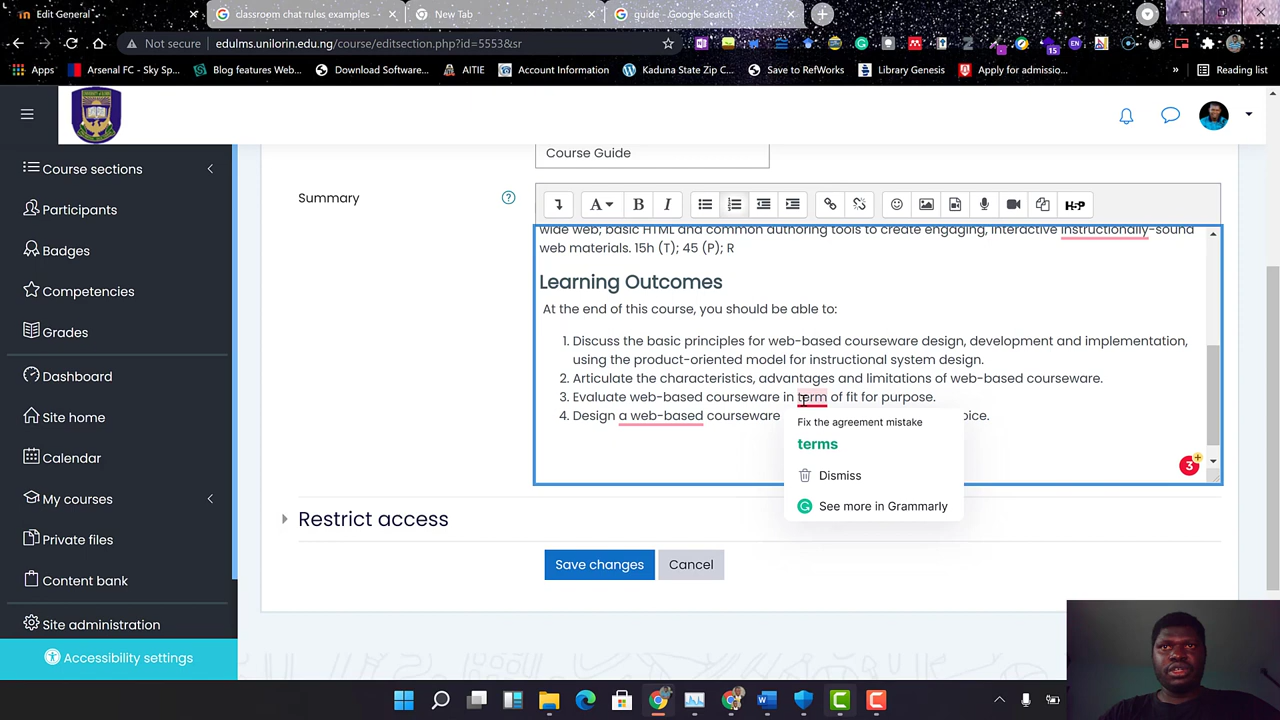 Edit General
classroom chat rules examples
New Tab
guide - Google Search
Not secure
edulms.unilorin.edu.ng/course/editsection.php?id=5553&sr
Apps
Arsenal FC - Sky Sp...
Blog features Web...
Download Software...
AITIE
Account Information
Kaduna State Zip C...
Save to RefWorks
Library Genesis
Apply for admissio...
»
Reading list
Course sections
Participants
Badges
Competencies
Grades
Dashboard
Site home
Calendar
My courses
Private files
Content bank
Site administration
Accessibility settings
Course Guide
Summary
wide web; basic HTML and common authoring tools to create engaging, interactive instructionally-sound
web materials. 15h (T); 45 (P); R
Learning Outcomes
At the end of this course, you should be able to:
1. Discuss the basic principles for web-based courseware design, development and implementation,
using the product-oriented model for instructional system design.
2. Articulate the characteristics, advantages and limitations of web-based courseware.
3. Evaluate web-based courseware in term of fit for purpose.
4. Design a web-based courseware
Fix the agreement mistake
terms
Dismiss
See more in Grammarly
3
Restrict access
Save changes
Cancel